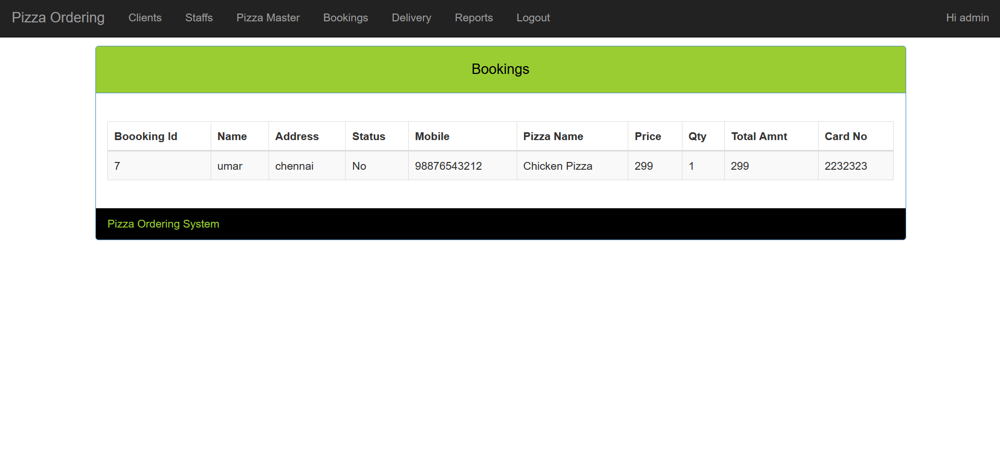 Pizza Ordering Clients Staffs Pizza Master Bookings Delivery Reports Logout Hi admin
Bookings
Boooking Id Name Address Status Mobile Pizza Name Price Qty Total Amnt Card No
7 umar chennai No 98876543212 Chicken Pizza 299 1 299 2232323
Pizza Ordering System